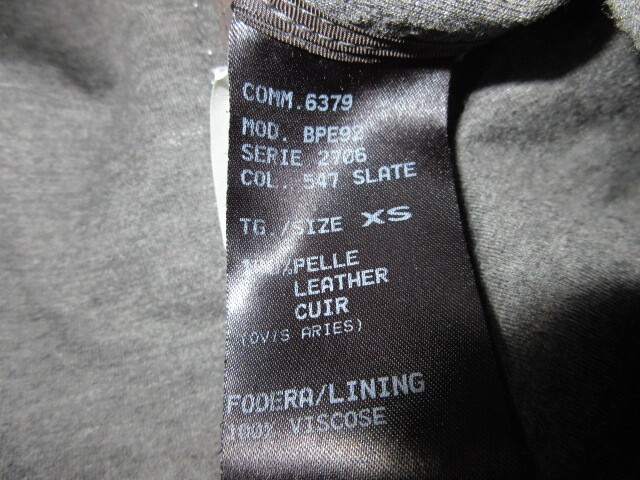 COMM.6379
MOD. BPE92
SERIE 2706
COL. 547 SLATE
TG./SIZE XS
100%PELLE
LEATHER
CUIR
(OVIS ARIES)
FODERA/LINING
100% VISCOSE